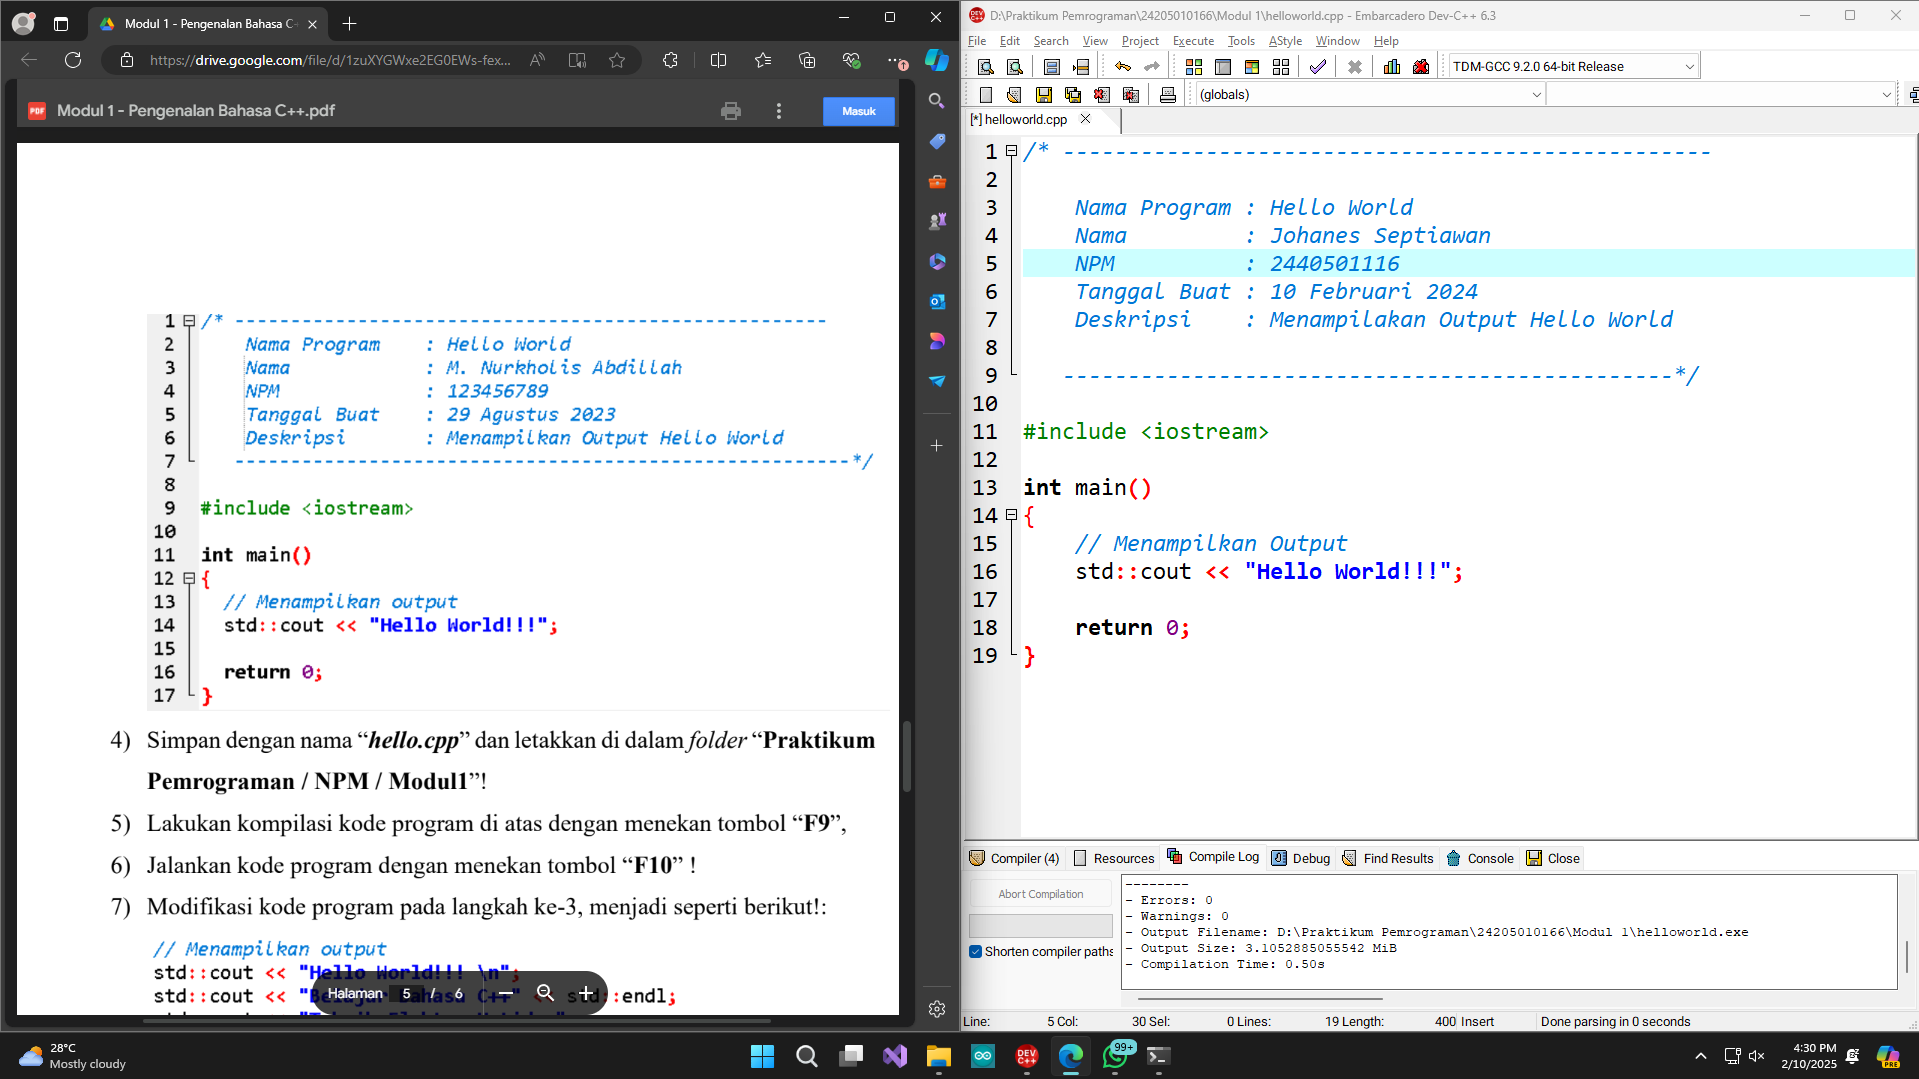 Modul 1 - Pengenalan Bahasa C
https://drive.google.com/file/d/1zuXYGWxe2EG0EWs-fex...
PDF
Modul 1 - Pengenalan Bahasa C++.pdf
Masuk
1 /* -----------------------------------------------------
2 Nama Program : Hello World
3 Nama : M. Nurkholis Abdillah
4 NPM : 123456789
5 Tanggal Buat : 29 Agustus 2023
6 Deskripsi : Menampilkan Output Hello World
7 -------------------------------------------------------*/
8
9 #include <iostream>
10
11 int main()
12 {
13 // Menampilkan output
14 std::cout << "Hello World!!!";
15
16 return 0;
17 }
4) Simpan dengan nama “hello.cpp” dan letakkan di dalam folder “Praktikum
Pemrograman / NPM / Modul1”!
5) Lakukan kompilasi kode program di atas dengan menekan tombol “F9”,
6) Jalankan kode program dengan menekan tombol “F10” !
7) Modifikasi kode program pada langkah ke-3, menjadi seperti berikut!:
// Menampilkan output
std::cout << "Hello World!!! \n";
std::cout << "Belajar Bahasa C++" << std::endl;
Halaman 5 / 6
D:\Praktikum Pemrograman\24205010166\Modul 1\helloworld.cpp - Embarcadero Dev-C++ 6.3
File Edit Search View Project Execute Tools AStyle Window Help
TDM-GCC 9.2.0 64-bit Release
(globals)
[*] helloworld.cpp
1 /* --------------------------------------------------
2
3 Nama Program : Hello World
4 Nama : Johanes Septiawan
5 NPM : 2440501116
6 Tanggal Buat : 10 Februari 2024
7 Deskripsi : Menampilakan Output Hello World
8
9 -----------------------------------------------*/
10
11 #include <iostream>
12
13 int main()
14 {
15 // Menampilkan Output
16 std::cout << "Hello World!!!";
17
18 return 0;
19 }
Compiler (4) Resources Compile Log Debug Find Results Console Close
Abort Compilation
Shorten compiler paths
--------
- Errors: 0
- Warnings: 0
- Output Filename: D:\Praktikum Pemrograman\24205010166\Modul 1\helloworld.exe
- Output Size: 3.1052885055542 MiB
- Compilation Time: 0.50s
Line: 5 Col: 30 Sel: 0 Lines: 19 Length: 400 Insert Done parsing in 0 seconds
28°C
Mostly cloudy
DEV C++
99+
PRE
4:30 PM
2/10/2025